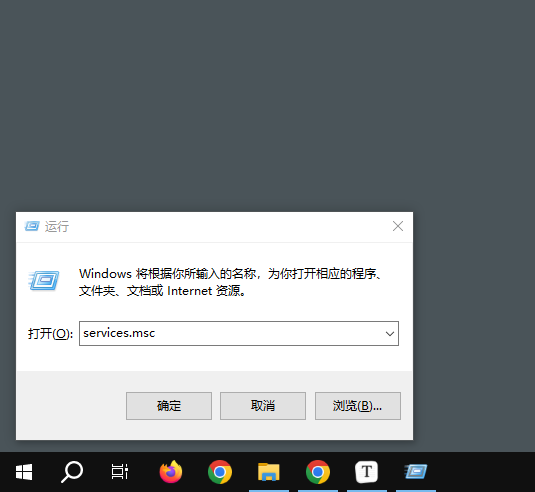 运行
Windows 将根据你所输入的名称，为你打开相应的程序、
文件夹、文档或 Internet 资源。
打开(O): services.msc
确定 取消 浏览(B)...
T